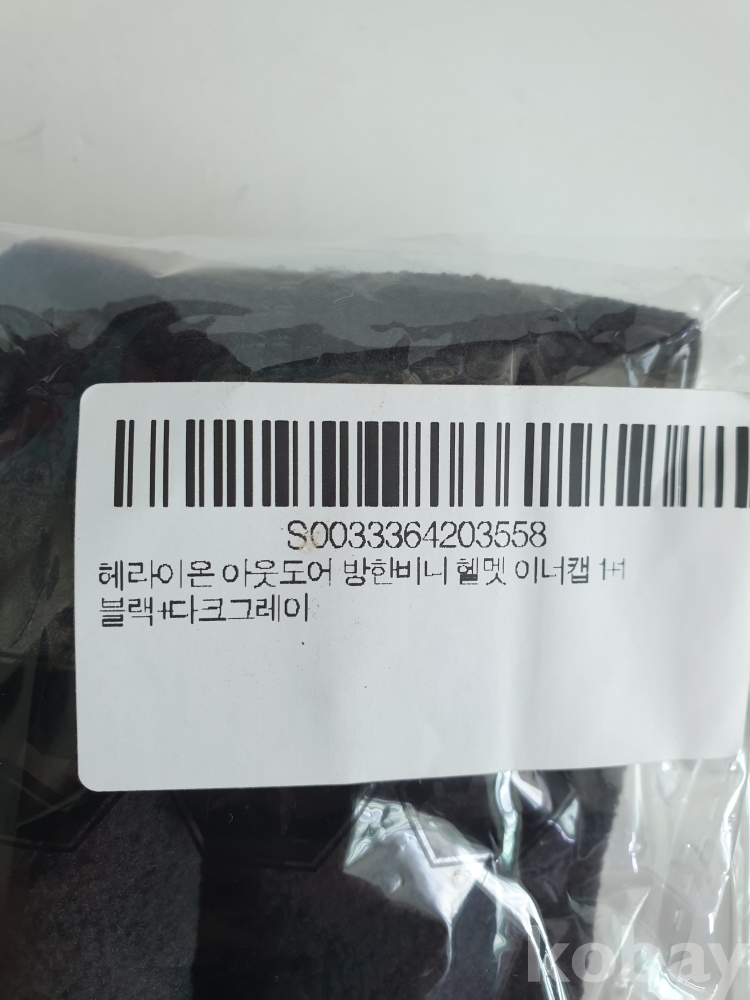 S0033364203558
헤라이온 아웃도어 방한비니 헬멧 이너캡 1+1
블랙+다크그레이
kobay